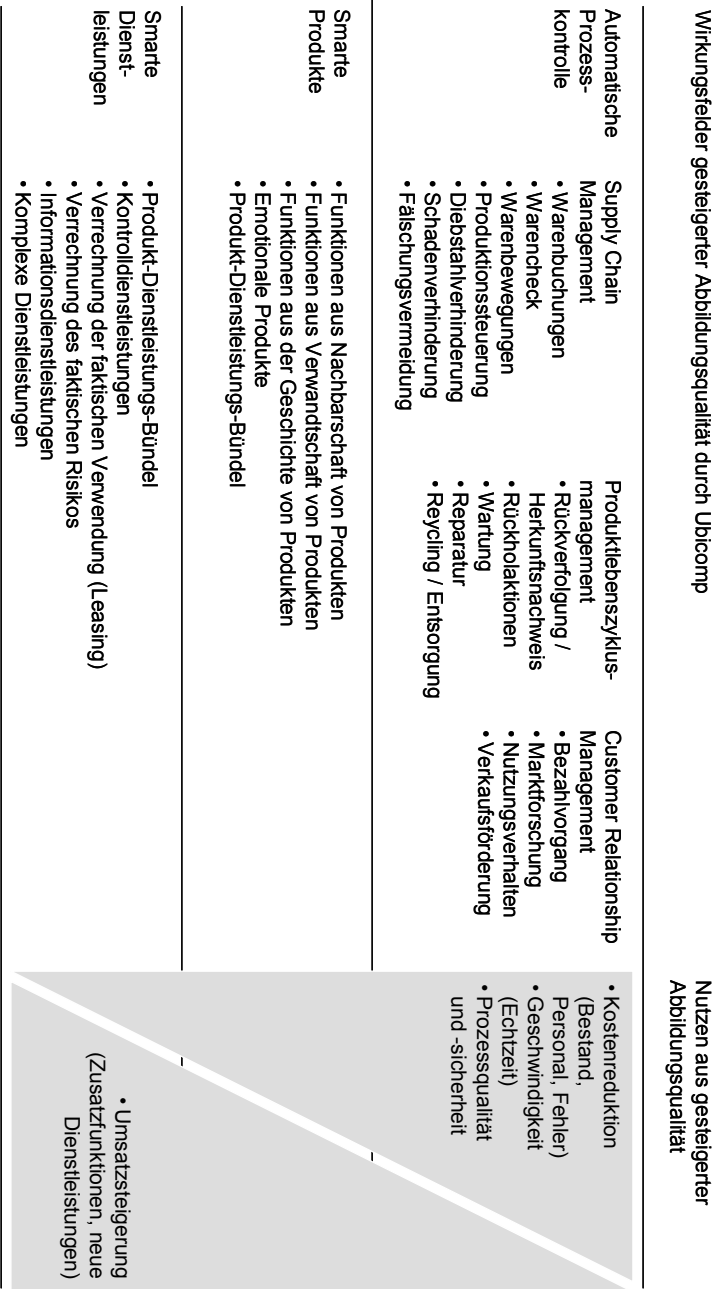 Wirkungsfelder gesteigerter Abbildungsqualität durch Ubicomp
Nutzen aus gesteigerter
Abbildungsqualität
Automatische
Prozess-
kontrolle
Supply Chain
Management
• Warenbuchungen
• Warencheck
• Warenbewegungen
• Produktionssteuerung
• Diebstahlverhinderung
• Schadenverhinderung
• Fälschungsvermeidung
Produktlebenszyklus-
management
• Rückverfolgung /
Herkunftsnachweis
• Rückholaktionen
• Wartung
• Reparatur
• Reycling / Entsorgung
Customer Relationship
Management
• Bezahlvorgang
• Marktforschung
• Nutzungsverhalten
• Verkaufsförderung
• Kostenreduktion
(Bestand,
Personal, Fehler)
• Geschwindigkeit
(Echtzeit)
• Prozessqualität
und -sicherheit
Smarte
Produkte
• Funktionen aus Nachbarschaft von Produkten
• Funktionen aus Verwandtschaft von Produkten
• Funktionen aus der Geschichte von Produkten
• Emotionale Produkte
• Produkt-Dienstleistungs-Bündel
Smarte
Dienst-
leistungen
• Produkt-Dienstleistungs-Bündel
• Kontrolldienstleistungen
• Verrechnung der faktischen Verwendung (Leasing)
• Verrechnung des faktischen Risikos
• Informationsdienstleistungen
• Komplexe Dienstleistungen
• Umsatzsteigerung
(Zusatzfunktionen, neue
Dienstleistungen)